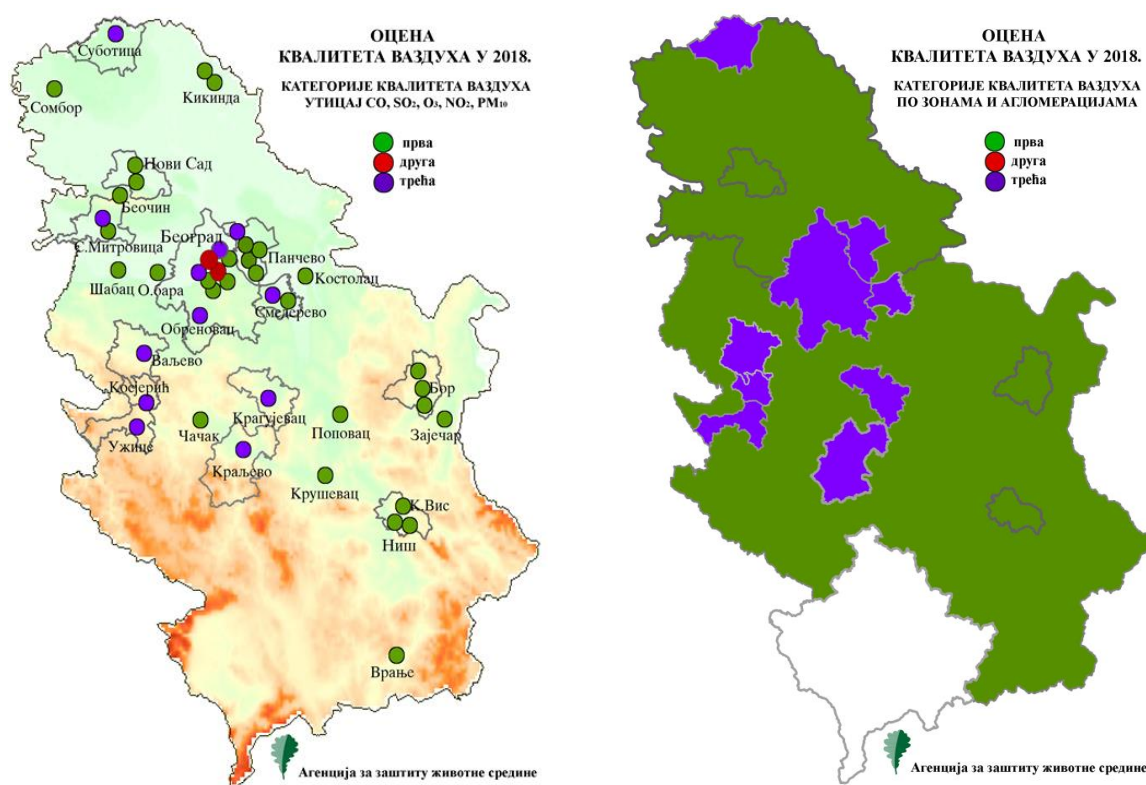 ОЦЕНА
КВАЛИТЕТА ВАЗДУХА У 2018.
КАТЕГОРИЈЕ КВАЛИТЕТА ВАЗДУХА
УТИЦАЈ CO, SO₂, O₃, NO₂, PM₁₀
прва
друга
трећа
Суботица
Сомбор
Кикинда
Нови Сад
Беочин
С.Митровица
Београд
Панчево
Шабац
О.бара
Костолац
Смедерево
Обреновац
Ваљево
Косјерић
Бор
Ужице
Чачак
Крагујевац
Поповац
Зајечар
Краљево
Крушевац
К.Вис
Ниш
Врање
Агенција за заштиту животне средине
ОЦЕНА
КВАЛИТЕТА ВАЗДУХА У 2018.
КАТЕГОРИЈЕ КВАЛИТЕТА ВАЗДУХА
ПО ЗОНАМА И АГЛОМЕРАЦИЈАМА
прва
друга
трећа
Агенција за заштиту животне средине